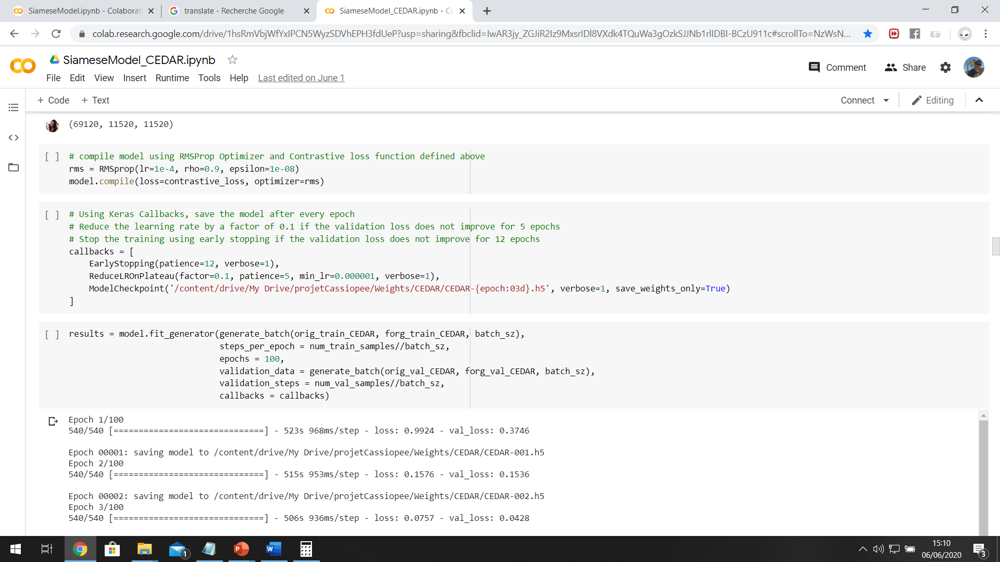 SiameseModel.ipynb - Colaborat
translate - Recherche Google
SiameseModel_CEDAR.ipynb - Co
colab.research.google.com/drive/1hsRmVbjWfYxIPCN5WyzSDVhEPH3fdUeP?usp=sharing&fbclid=IwAR3jy_ZGJiR2Iz9MxsrIDl8VXdk4TQuWa3gOzkSJJNb1rlIDBI-BCzU911c#scrollTo=NzWsN...
SiameseModel_CEDAR.ipynb
Comment
Share
File Edit View Insert Runtime Tools Help Last edited on June 1
+ Code + Text
Connect
Editing
(69120, 11520, 11520)
[ ] # compile model using RMSProp Optimizer and Contrastive loss function defined above
rms = RMSprop(lr=1e-4, rho=0.9, epsilon=1e-08)
model.compile(loss=contrastive_loss, optimizer=rms)
[ ] # Using Keras Callbacks, save the model after every epoch
# Reduce the learning rate by a factor of 0.1 if the validation loss does not improve for 5 epochs
# Stop the training using early stopping if the validation loss does not improve for 12 epochs
callbacks = [
EarlyStopping(patience=12, verbose=1),
ReduceLROnPlateau(factor=0.1, patience=5, min_lr=0.000001, verbose=1),
ModelCheckpoint('/content/drive/My Drive/projetCassiopee/Weights/CEDAR/CEDAR-{epoch:03d}.h5', verbose=1, save_weights_only=True)
]
[ ] results = model.fit_generator(generate_batch(orig_train_CEDAR, forg_train_CEDAR, batch_sz),
steps_per_epoch = num_train_samples//batch_sz,
epochs = 100,
validation_data = generate_batch(orig_val_CEDAR, forg_val_CEDAR, batch_sz),
validation_steps = num_val_samples//batch_sz,
callbacks = callbacks)
Epoch 1/100
540/540 [==============================] - 523s 968ms/step - loss: 0.9924 - val_loss: 0.3746
Epoch 00001: saving model to /content/drive/My Drive/projetCassiopee/Weights/CEDAR/CEDAR-001.h5
Epoch 2/100
540/540 [==============================] - 515s 953ms/step - loss: 0.1576 - val_loss: 0.1536
Epoch 00002: saving model to /content/drive/My Drive/projetCassiopee/Weights/CEDAR/CEDAR-002.h5
Epoch 3/100
540/540 [==============================] - 506s 936ms/step - loss: 0.0757 - val_loss: 0.0428
1
15:10
06/06/2020
3